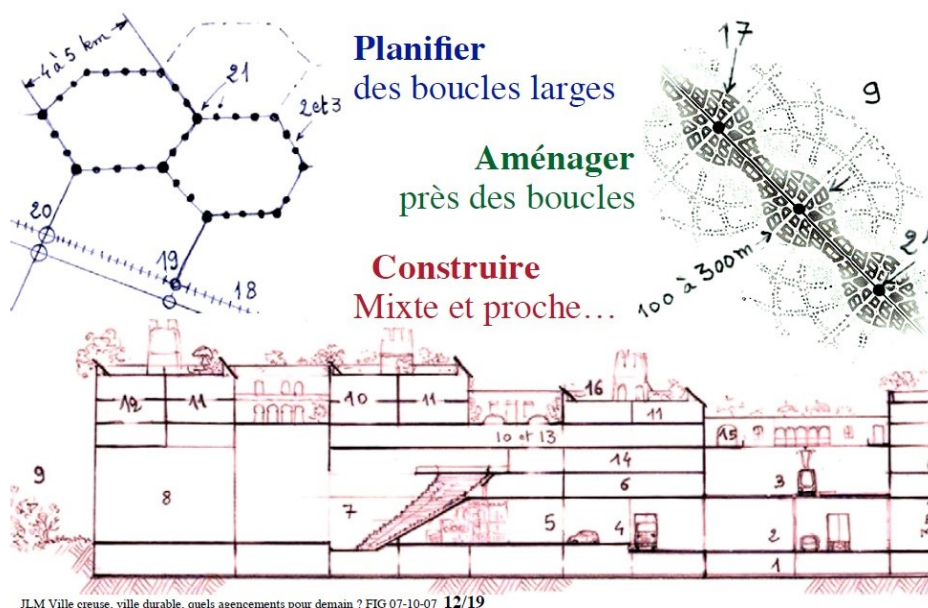 4 à 5 km
21
2 et 3
20
19
18
Planifier
des boucles larges
Aménager
près des boucles
Construire
Mixte et proche…
17
9
100 à 300 m
21
12
11
10
11
16
11
10 et 13
15
14
9
8
7
6
3
5
4
2
1
JLM Ville creuse, ville durable, quels agencements pour demain ? FIG 07-10-07 12/19